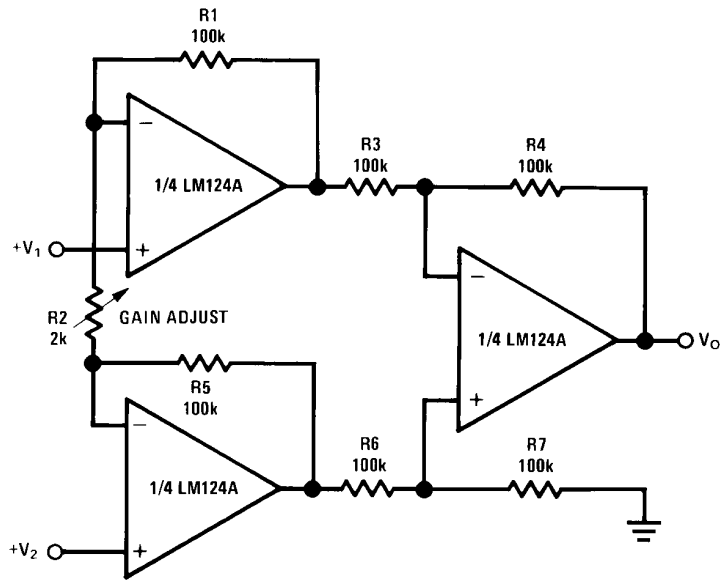 R1
100k
−
1/4 LM124A
+V1
+
R3
100k
R4
100k
R2
2k
GAIN ADJUST
−
1/4 LM124A
+
VO
R5
100k
−
1/4 LM124A
+V2
+
R6
100k
R7
100k